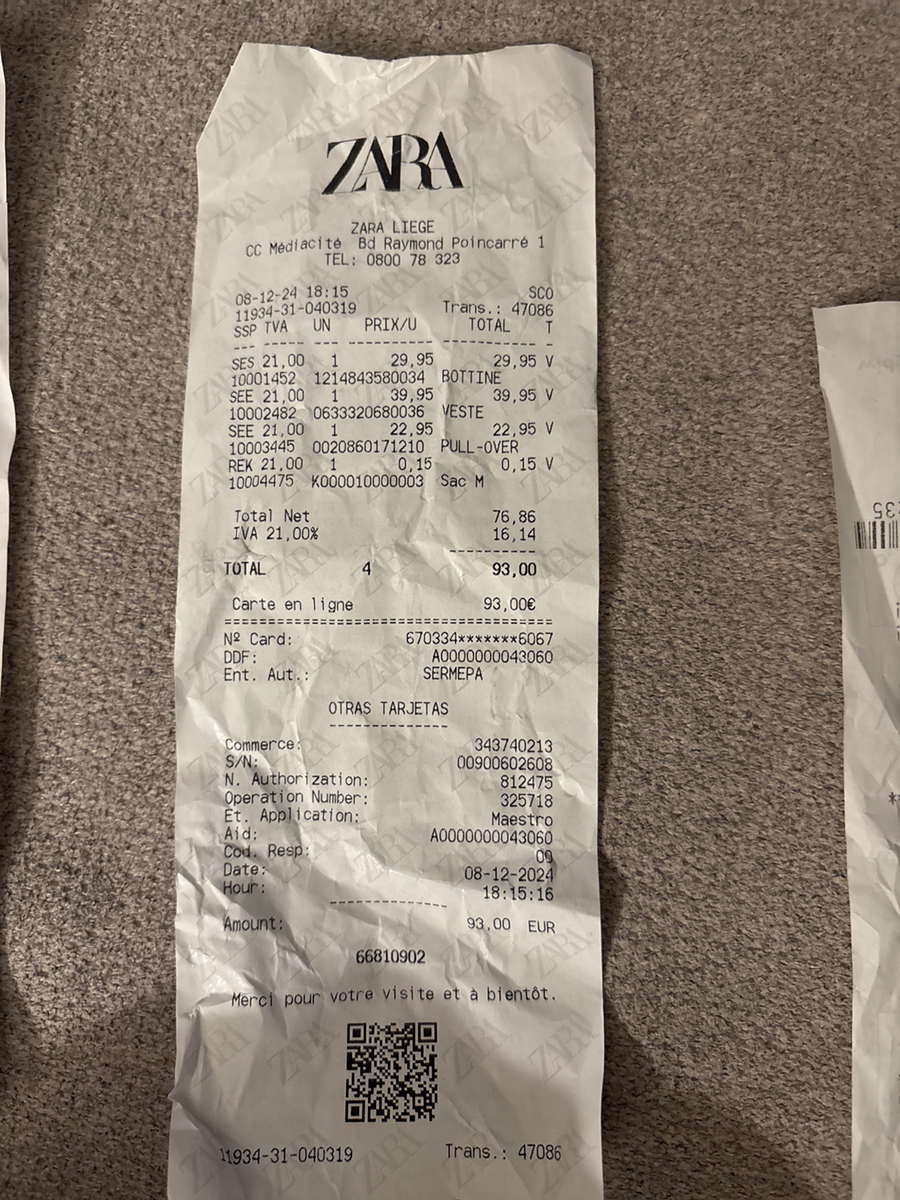 ZARA
ZARA LIEGE
CC Médiacité Bd Raymond Poincarré 1
TEL: 0800 78 323
08-12-24 18:15 SCO
11934-31-040319 Trans.: 47086
SSP TVA UN PRIX/U TOTAL T
--- ----- --- ------- ---------- -
SES 21,00 1 29,95 29,95 V
10001452 1214843580034 BOTTINE
SEE 21,00 1 39,95 39,95 V
10002482 0633320680036 VESTE
SEE 21,00 1 22,95 22,95 V
10003445 0020860171210 PULL-OVER
REK 21,00 1 0,15 0,15 V
10004475 K000010000003 Sac M
Total Net 76,86
IVA 21,00% 16,14
----------
TOTAL 4 93,00
Carte en ligne 93,00€
======================================
Nº Card: 670334*******6067
DDF: A0000000043060
Ent. Aut.: SERMEPA
OTRAS TARJETAS
--------------
Commerce: 343740213
S/N: 00900602608
N. Authorization: 812475
Operation Number: 325718
Et. Application: Maestro
Aid: A0000000043060
Cod. Resp: 00
Date: 08-12-2024
Hour: 18:15:16
--------------
Amount: 93,00 EUR
66810902
Merci pour votre visite et à bientôt.
11934-31-040319 Trans.: 47086
235